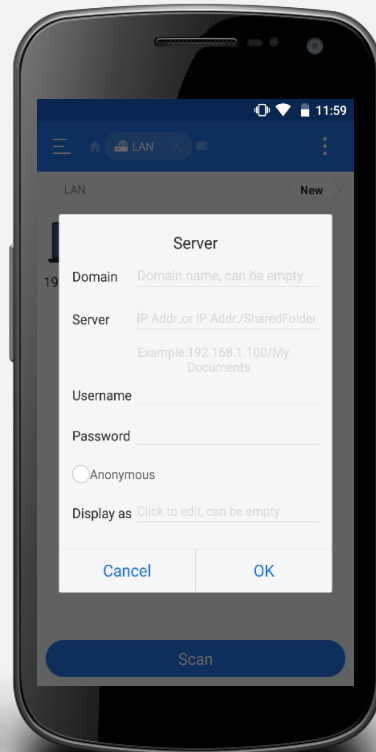 11:59
LAN
LAN
New
19
Server
Domain Domain name, can be empty
Server IP Addr.,or IP Addr./SharedFolder
Example:192.168.1.100/My
Documents
Username
Password
Anonymous
Display as Click to edit, can be empty
Cancel OK
Scan